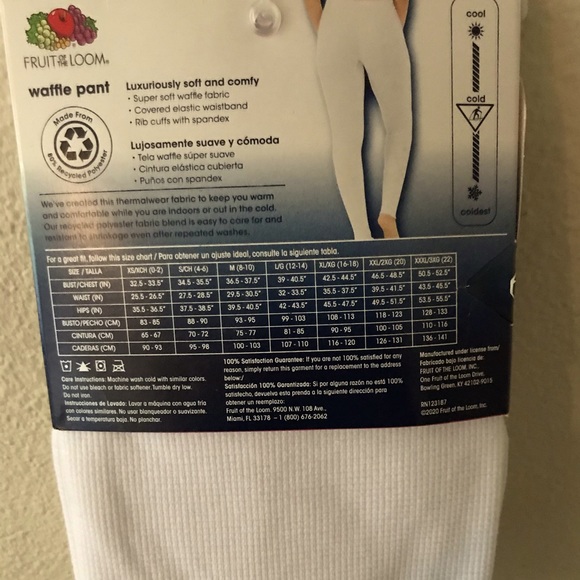 FRUIT OF THE LOOM®
waffle pant
Made From
80% Recycled Polyester
Luxuriously soft and comfy
• Super soft waffle fabric
• Covered elastic waistband
• Rib cuffs with spandex
Lujosamente suave y cómoda
• Tela waffle súper suave
• Cintura elástica cubierta
• Puños con spandex
cool
cold
coldest
We've created this thermalwear fabric to keep you warm
and comfortable while you are indoors or out in the cold.
Our recycled polyester fabric blend is easy to care for and
resists to shrinkage even after repeated washes.
For a great fit, follow this size chart / Para obtener un ajuste ideal, consulte la siguiente tabla.
SIZE / TALLA XS/XCH (0-2) S/CH (4-6) M (8-10) L/G (12-14) XL/XG (16-18) XXL/2XG (20) XXXL/3XG (22)
BUST/CHEST (IN) 32.5 - 33.5" 34.5 - 35.5" 36.5 - 37.5" 39 - 40.5" 42.5 - 44.5" 46.5 - 48.5" 50.5 - 52.5"
WAIST (IN) 25.5 - 26.5" 27.5 - 28.5" 29.5 - 30.5" 32 - 33.5" 35.5 - 37.5" 39.5 - 41.5" 43.5 - 45.5"
HIPS (IN) 35.5 - 36.5" 37.5 - 38.5" 39.5 - 40.5" 42 - 43.5" 45.5 - 47.5" 49.5 - 51.5" 53.5 - 55.5"
BUSTO/PECHO (CM) 83 - 85 88 - 90 93 - 95 99 - 103 108 - 113 118 - 123 128 - 133
CINTURA (CM) 65 - 67 70 - 72 75 - 77 81 - 85 90 - 95 100 - 105 110 - 116
CADERAS (CM) 90 - 93 95 - 98 100 - 103 107 - 110 116 - 120 126 - 131 136 - 141
Care Instructions: Machine wash cold with similar colors.
Do not use bleach or fabric softener. Tumble dry low.
Do not iron.
Instrucciones de Lavado: Lavar a máquina con agua fría
con colores similares. No usar blanqueador o suavizante.
Secar a temperatura baja. No planchar.
100% Satisfaction Guarantee: If you are not 100% satisfied for any
reason, simply return this garment for a replacement to the address
below:/
Satisfacción 100% Garantizada: Si por alguna razón no está 100%
satisfecho, devuelva esta prenda a la siguiente dirección para
obtener un reemplazo:
Fruit of the Loom. 9500 N.W. 108 Ave.,
Miami, FL 33178 - 1 (800) 676-2062
Manufactured under license from/
Fabricado bajo licencia de:
FRUIT OF THE LOOM, INC.,
One Fruit of the Loom Drive,
Bowling Green, KY 42102-9015.
RN123187
©2020 Fruit of the Loom, Inc.